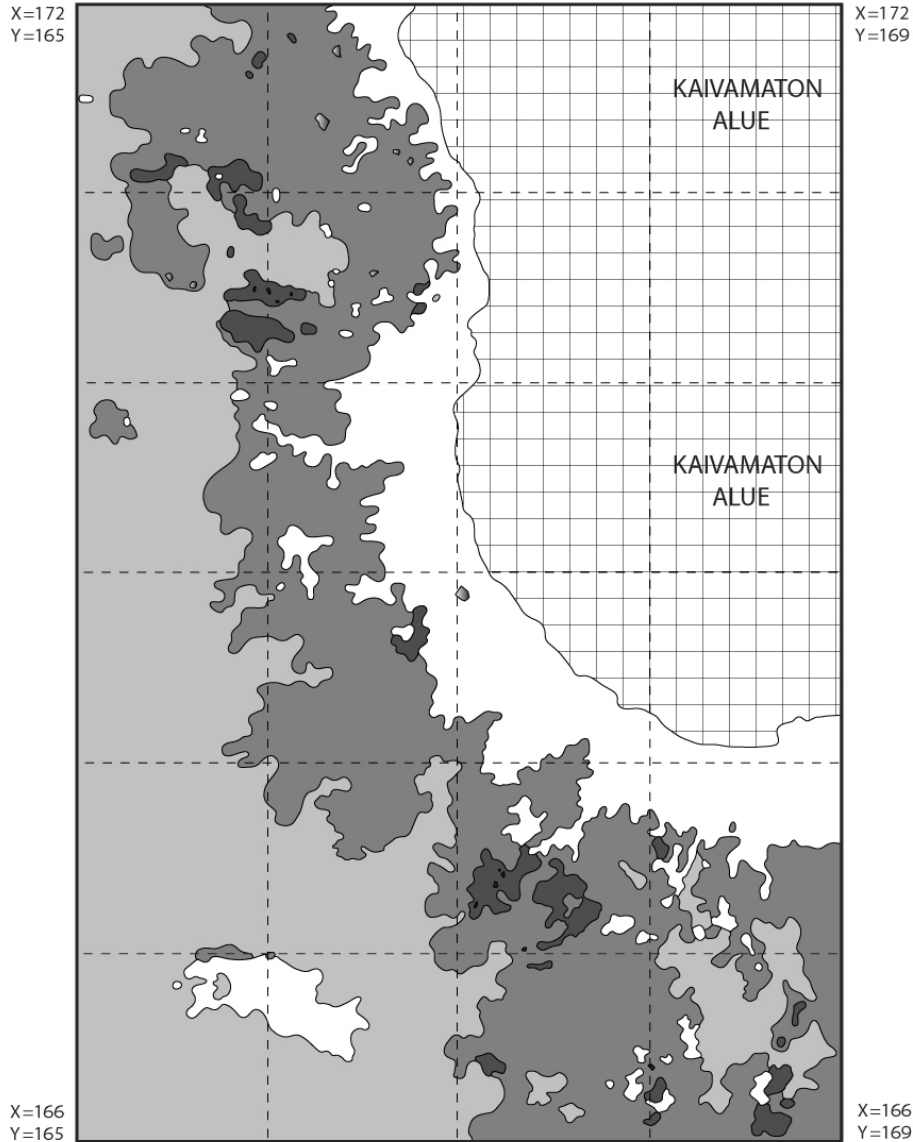 X=172
Y=165
X=172
Y=169
KAIVAMATON
ALUE
KAIVAMATON
ALUE
X=166
Y=165
X=166
Y=169